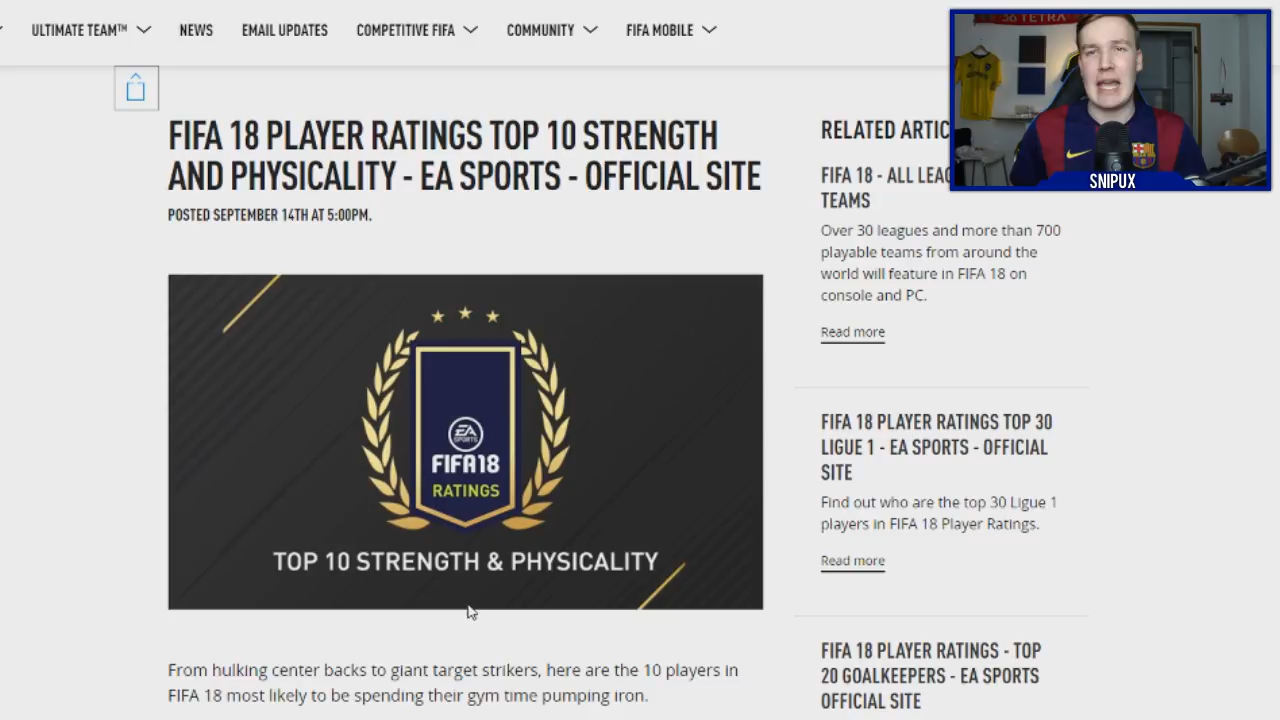 ULTIMATE TEAM™
NEWS
EMAIL UPDATES
COMPETITIVE FIFA
COMMUNITY
FIFA MOBILE
FIFA 18 PLAYER RATINGS TOP 10 STRENGTH
AND PHYSICALITY - EA SPORTS - OFFICIAL SITE
POSTED SEPTEMBER 14TH AT 5:00PM.
EA
SPORTS
FIFA18
RATINGS
TOP 10 STRENGTH & PHYSICALITY
From hulking center backs to giant target strikers, here are the 10 players in
FIFA 18 most likely to be spending their gym time pumping iron.
SNIPUX
RELATED ARTIC
FIFA 18 - ALL LEAG
TEAMS
Over 30 leagues and more than 700
playable teams from around the
world will feature in FIFA 18 on
console and PC.
Read more
FIFA 18 PLAYER RATINGS TOP 30
LIGUE 1 - EA SPORTS - OFFICIAL
SITE
Find out who are the top 30 Ligue 1
players in FIFA 18 Player Ratings.
Read more
FIFA 18 PLAYER RATINGS - TOP
20 GOALKEEPERS - EA SPORTS
OFFICIAL SITE